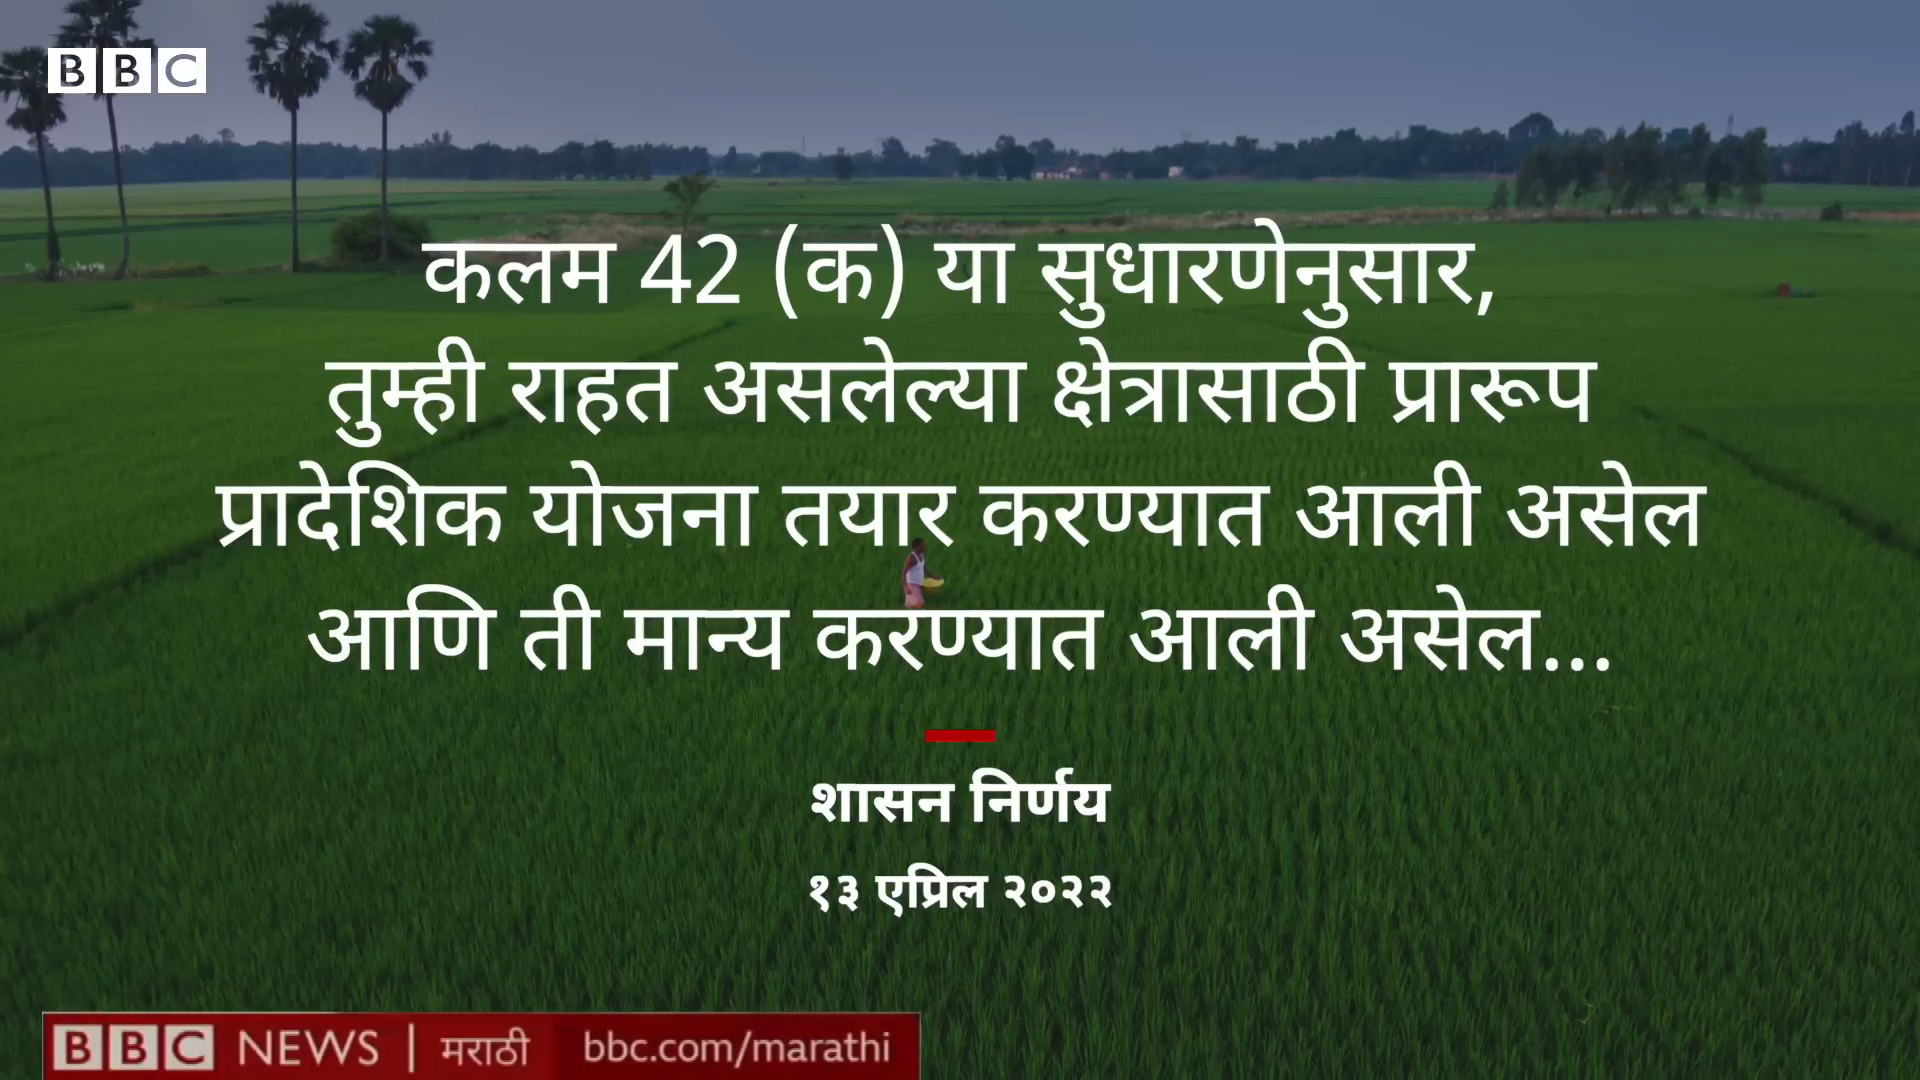 BBC
कलम 42 (क) या सुधारणेनुसार,
तुम्ही राहत असलेल्या क्षेत्रासाठी प्रारूप
प्रादेशिक योजना तयार करण्यात आली असेल
आणि ती मान्य करण्यात आली असेल...
शासन निर्णय
१३ एप्रिल २०२२
BBC NEWS | मराठी bbc.com/marathi